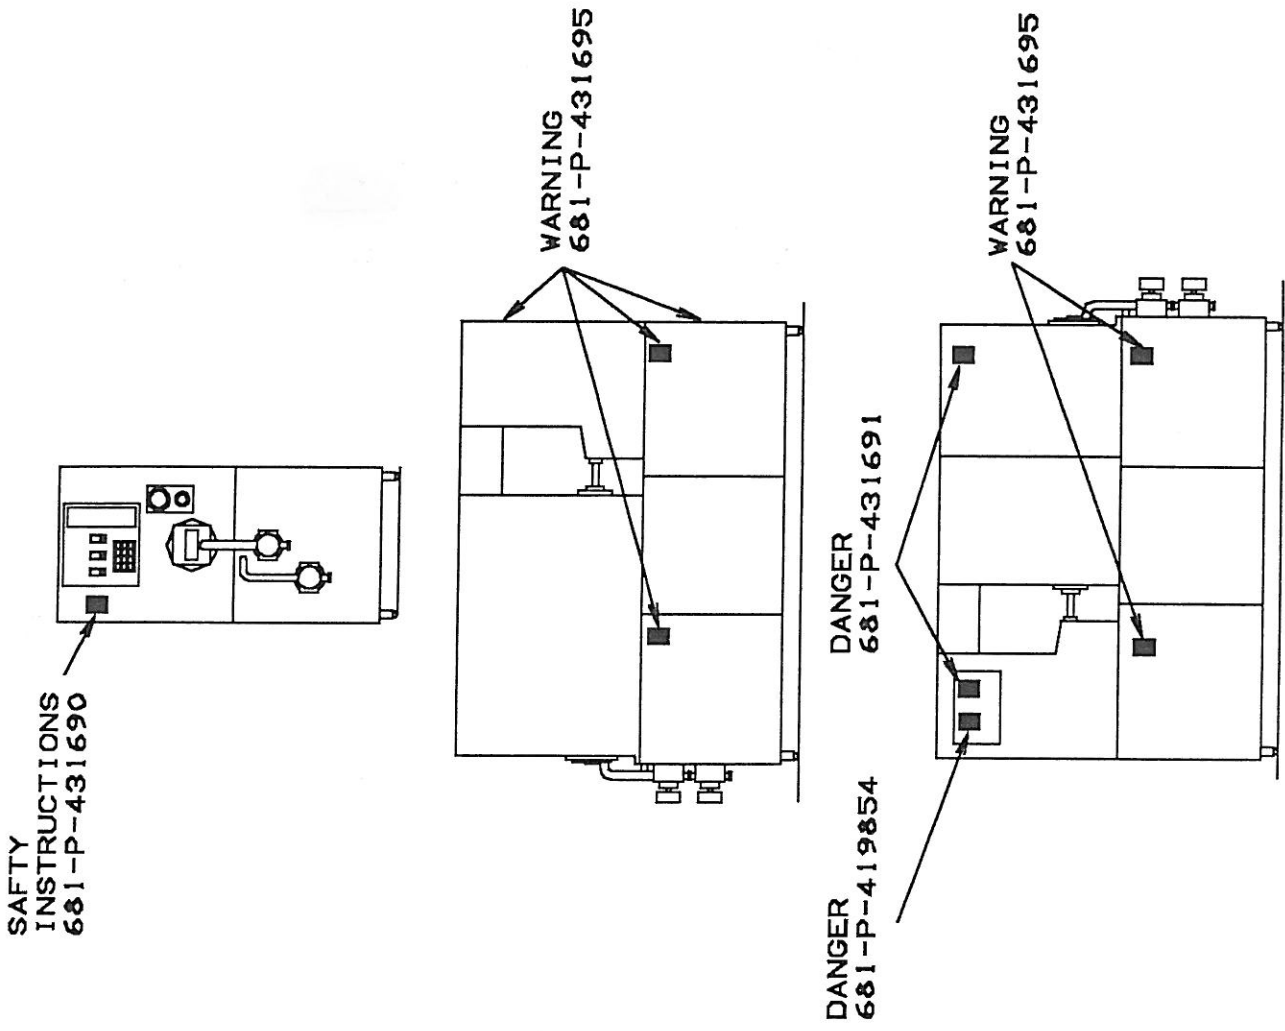 SAFTY
INSTRUCTIONS
681-P-431690
WARNING
681-P-431695
DANGER
681-P-419854
DANGER
681-P-431691
WARNING
681-P-431695